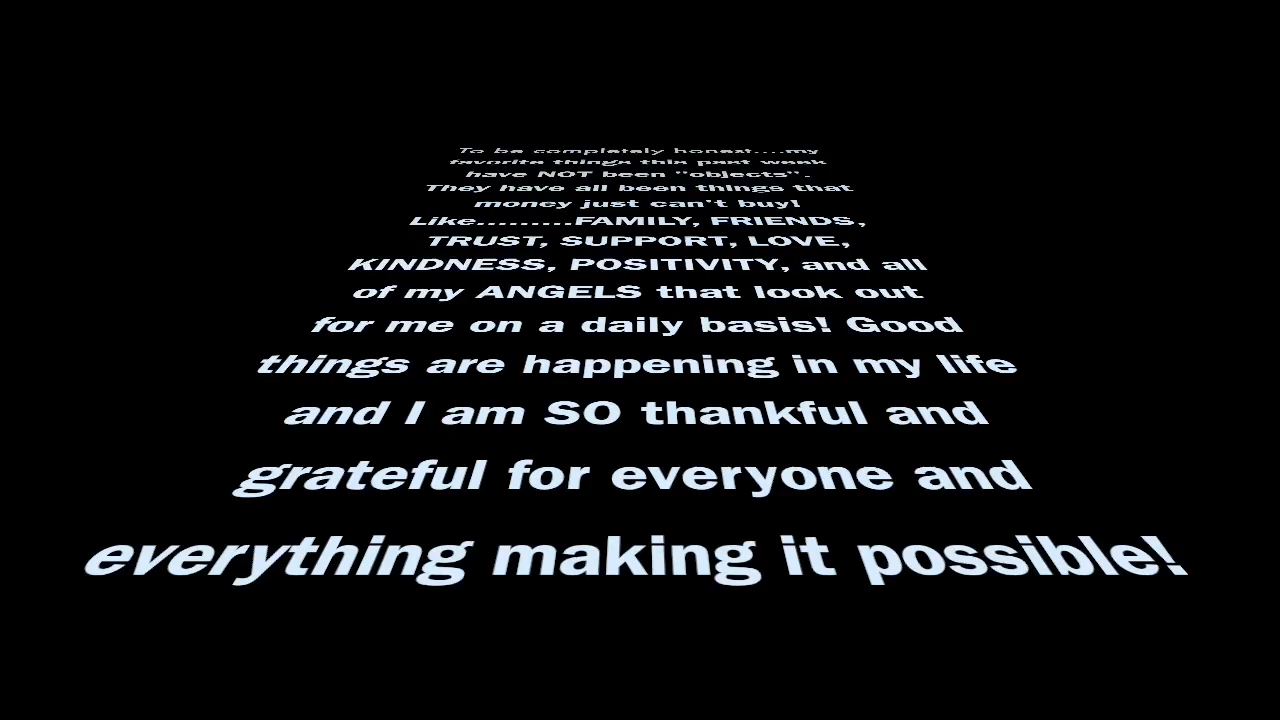 To be completely honest....my
favorite things this past week
have NOT been "objects".
They have all been things that
money just can't buy!
Like.........FAMILY, FRIENDS,
TRUST, SUPPORT, LOVE,
KINDNESS, POSITIVITY, and all
of my ANGELS that look out
for me on a daily basis! Good
things are happening in my life
and I am SO thankful and
grateful for everyone and
everything making it possible!